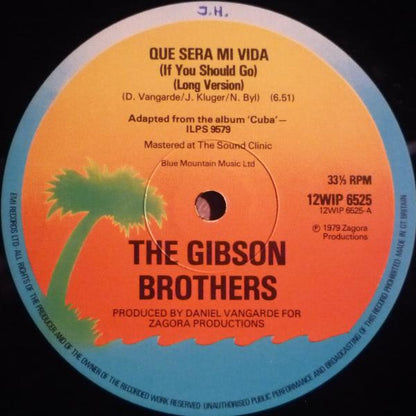 J.H.
QUE SERA MI VIDA
(If You Should Go)
(Long Version)
(D. Vangarde/J. Kluger/N. Byl) (6.51)
Adapted from the album 'Cuba'—
ILPS 9579
Mastered at The Sound Clinic
Blue Mountain Music Ltd
33⅓ RPM
12WIP 6525
12WIP 6525-A
℗ 1979 Zagora
Productions
THE GIBSON
BROTHERS
PRODUCED BY DANIEL VANGARDE FOR
ZAGORA PRODUCTIONS
EMI RECORDS LTD ALL RIGHTS OF THE PRODUCER AND OF THE OWNER OF THE RECORDED WORK RESERVED UNAUTHORISED PUBLIC PERFORMANCE AND BROADCASTING OF THIS RECORD PROHIBITED MADE IN GT BRITAIN